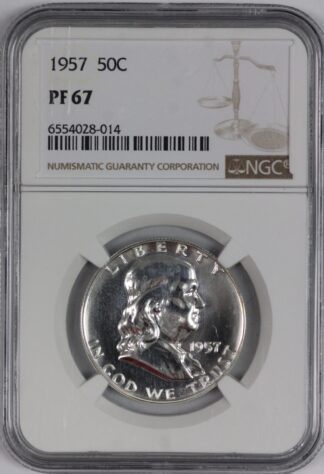 1957 50C
PF 67
6554028-014
NUMISMATIC GUARANTY CORPORATION
NGC®
LIBERTY
1957
IN GOD WE TRUST